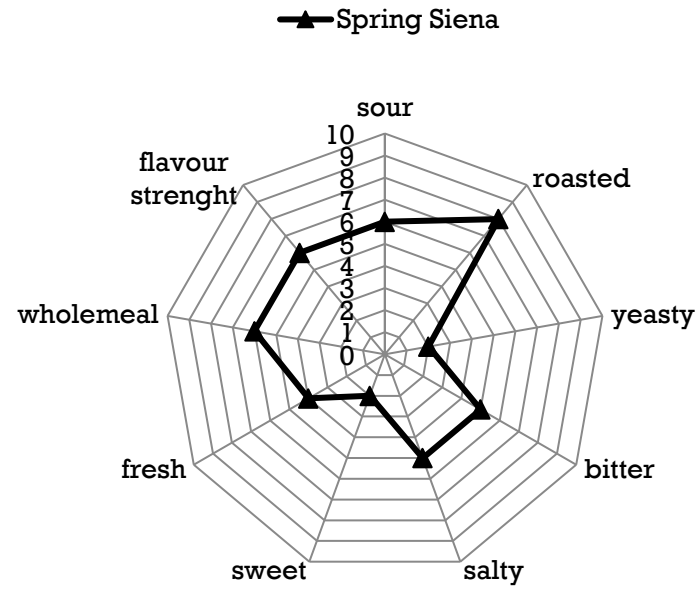 Spring Siena
sour
10
9
8
7
6
5
4
3
2
1
0
roasted
yeasty
bitter
salty
sweet
fresh
wholemeal
flavour
strenght